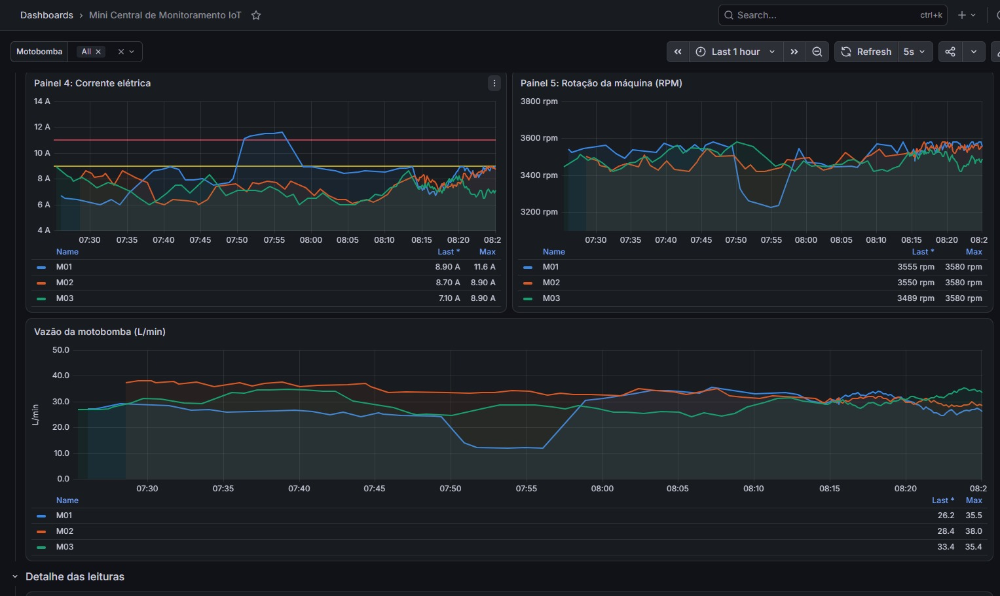 Dashboards › Mini Central de Monitoramento IoT
Search... ctrl+k
Motobomba All
Last 1 hour Refresh 5s
Painel 4: Corrente elétrica
14 A
12 A
10 A
8 A
6 A
4 A
07:30 07:35 07:40 07:45 07:50 07:55 08:00 08:05 08:10 08:15 08:20 08:2
Name Last * Max
M01 8.90 A 11.6 A
M02 8.70 A 8.90 A
M03 7.10 A 8.90 A
Painel 5: Rotação da máquina (RPM)
3800 rpm
3600 rpm
3400 rpm
3200 rpm
07:30 07:35 07:40 07:45 07:50 07:55 08:00 08:05 08:10 08:15 08:20 08:2
Name Last * Max
M01 3555 rpm 3580 rpm
M02 3550 rpm 3580 rpm
M03 3489 rpm 3580 rpm
Vazão da motobomba (L/min)
L/min
50.0
40.0
30.0
20.0
10.0
0.0
07:30 07:35 07:40 07:45 07:50 07:55 08:00 08:05 08:10 08:15 08:20 08:2
Name Last * Max
M01 26.2 35.5
M02 28.4 38.0
M03 33.4 35.4
Detalhe das leituras